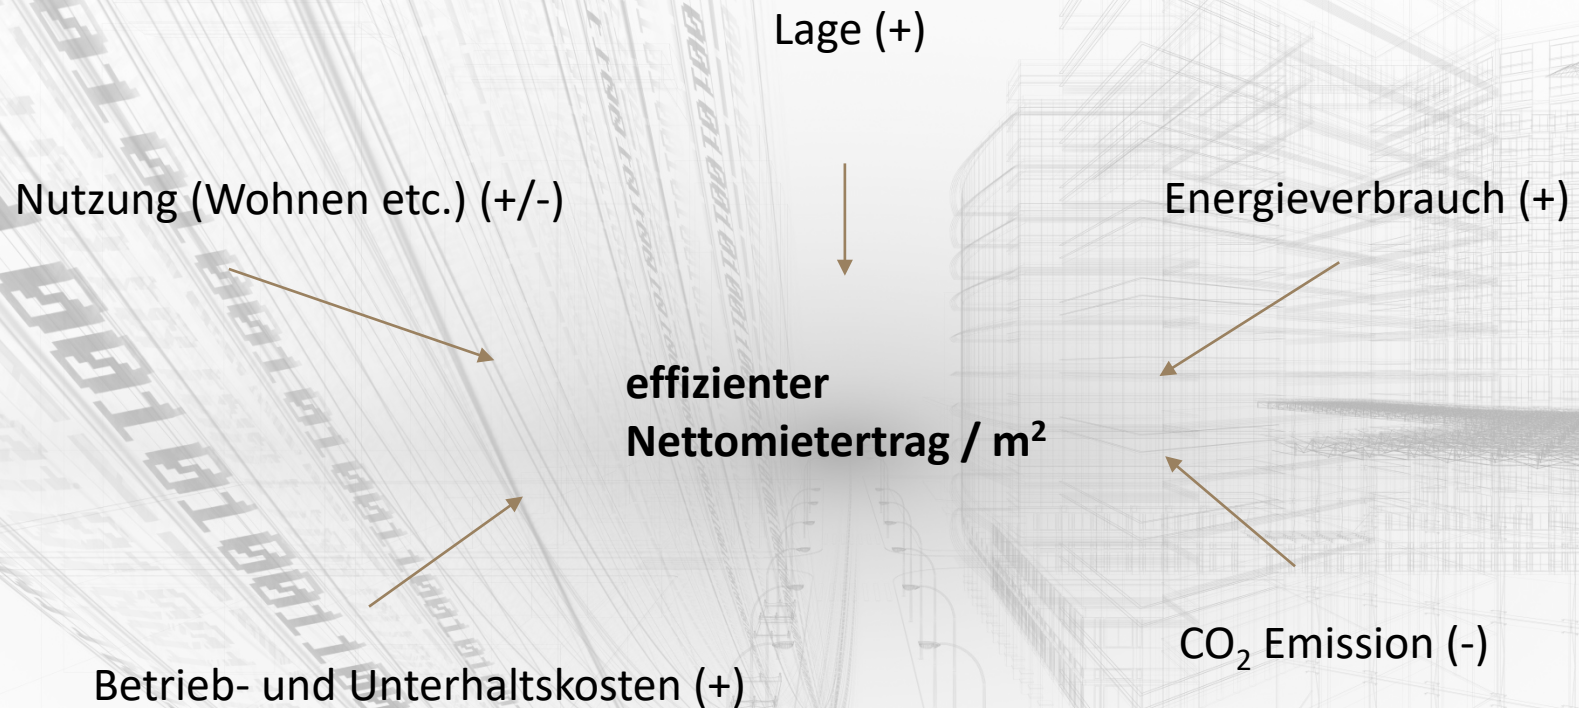 Lage (+)
Nutzung (Wohnen etc.) (+/-)
Energieverbrauch (+)
effizienter
Nettomietertrag / m²
CO₂ Emission (-)
Betrieb- und Unterhaltskosten (+)